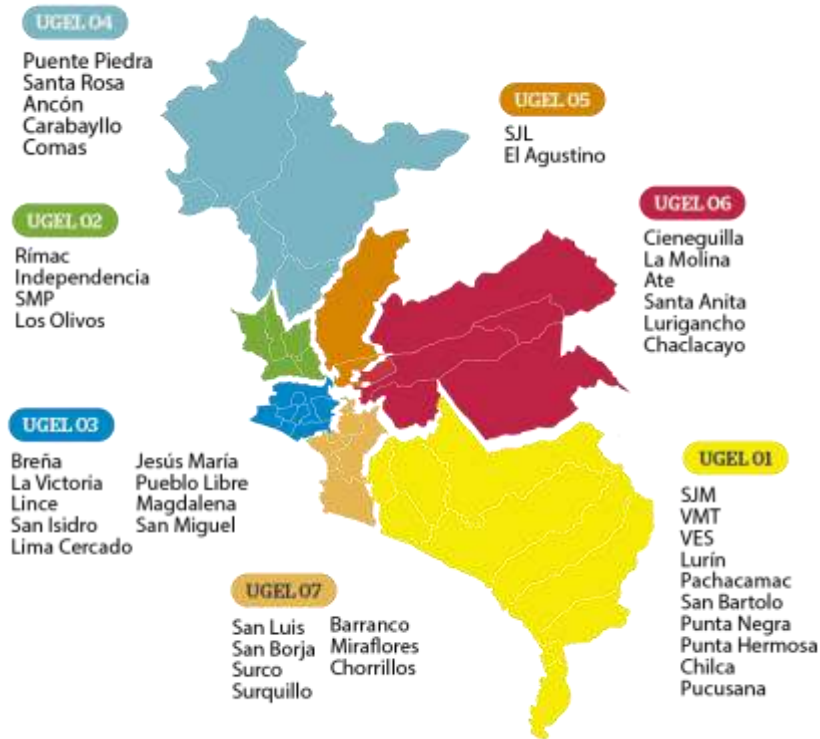 UGEL 04
Puente Piedra
Santa Rosa
Ancón
Carabayllo
Comas
UGEL 05
SJL
El Agustino
UGEL 02
Rímac
Independencia
SMP
Los Olivos
UGEL 06
Cieneguilla
La Molina
Ate
Santa Anita
Lurigancho
Chaclacayo
UGEL 03
Breña
La Victoria
Lince
San Isidro
Lima Cercado
Jesús María
Pueblo Libre
Magdalena
San Miguel
UGEL 01
SJM
VMT
VES
Lurín
Pachacamac
San Bartolo
Punta Negra
Punta Hermosa
Chilca
Pucusana
UGEL 07
San Luis
San Borja
Surco
Surquillo
Barranco
Miraflores
Chorrillos